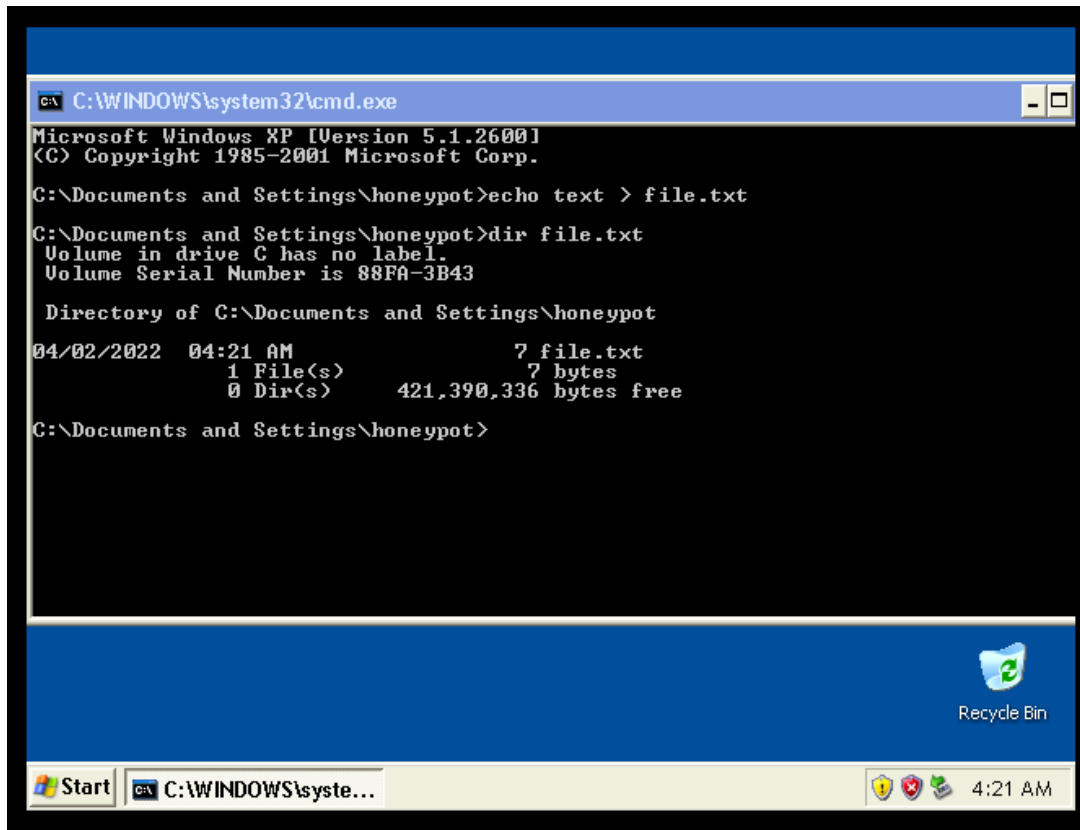 C:\WINDOWS\system32\cmd.exe
Microsoft Windows XP [Version 5.1.2600]
(C) Copyright 1985-2001 Microsoft Corp.
C:\Documents and Settings\honeypot>echo text > file.txt
C:\Documents and Settings\honeypot>dir file.txt
Volume in drive C has no label.
Volume Serial Number is 88FA-3B43
Directory of C:\Documents and Settings\honeypot
04/02/2022  04:21 AM                 7 file.txt
1 File(s)              7 bytes
0 Dir(s)     421,390,336 bytes free
C:\Documents and Settings\honeypot>
Recycle Bin
Start C:\WINDOWS\syste... 4:21 AM